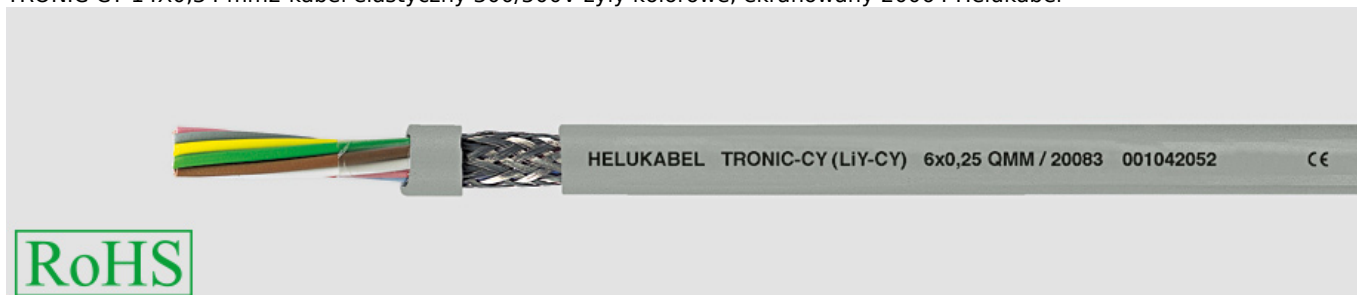 HELUKABEL TRONIC-CY (LiY-CY) 6x0,25 QMM / 20083 001042052 CE
RoHS